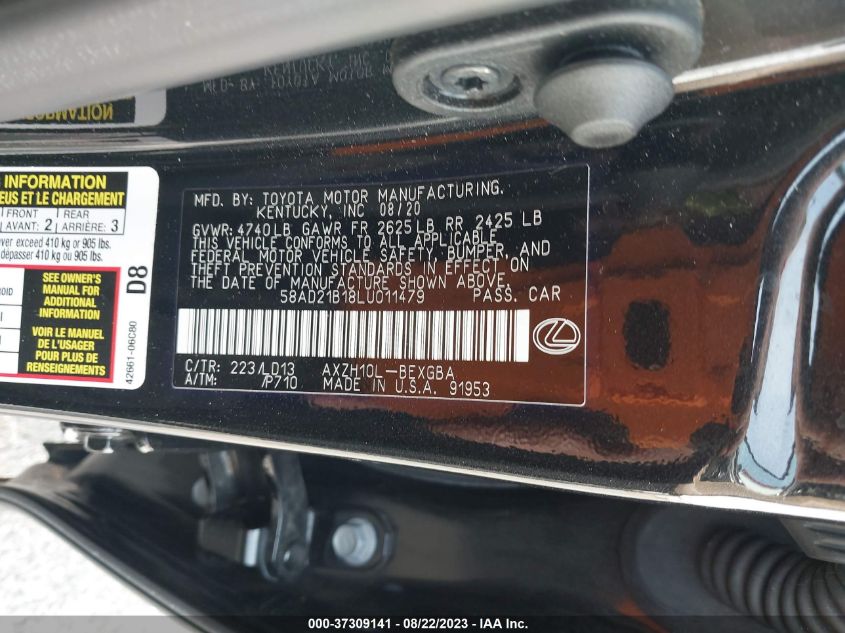 MFD. BY: TOYOTA MOTOR MANUFACTURING.
KENTUCKY, INC 08/20
GVWR: 4740LB GAWR FR 2625LB RR 2425 LB
THIS VEHICLE CONFORMS TO ALL APPLICABLE
FEDERAL MOTOR VEHICLE SAFETY, BUMPER, AND
THEFT PREVENTION STANDARDS IN EFFECT ON
THE DATE OF MANUFACTURE SHOWN ABOVE.
58AD21B18LU011479 PASS. CAR
C/TR: 223/LD13 AXZH10L-BEXGBA
A/TM: /P710 MADE IN U.S.A. 91953
INFORMATION
EUS ET LE CHARGEMENT
FRONT REAR
AVANT: 2 ARRIÈRE: 3
ver exceed 410 kg or 905 lbs.
dépasser 410 kg ou 905 lbs.
SEE OWNER'S
MANUAL FOR
ADDITIONAL
INFORMATION
VOIR LE MANUEL
DE L'USAGER
POUR PLUS DE
RENSEIGNEMENTS
D8
42661-06C80
000-37309141 - 08/22/2023 - IAA Inc.